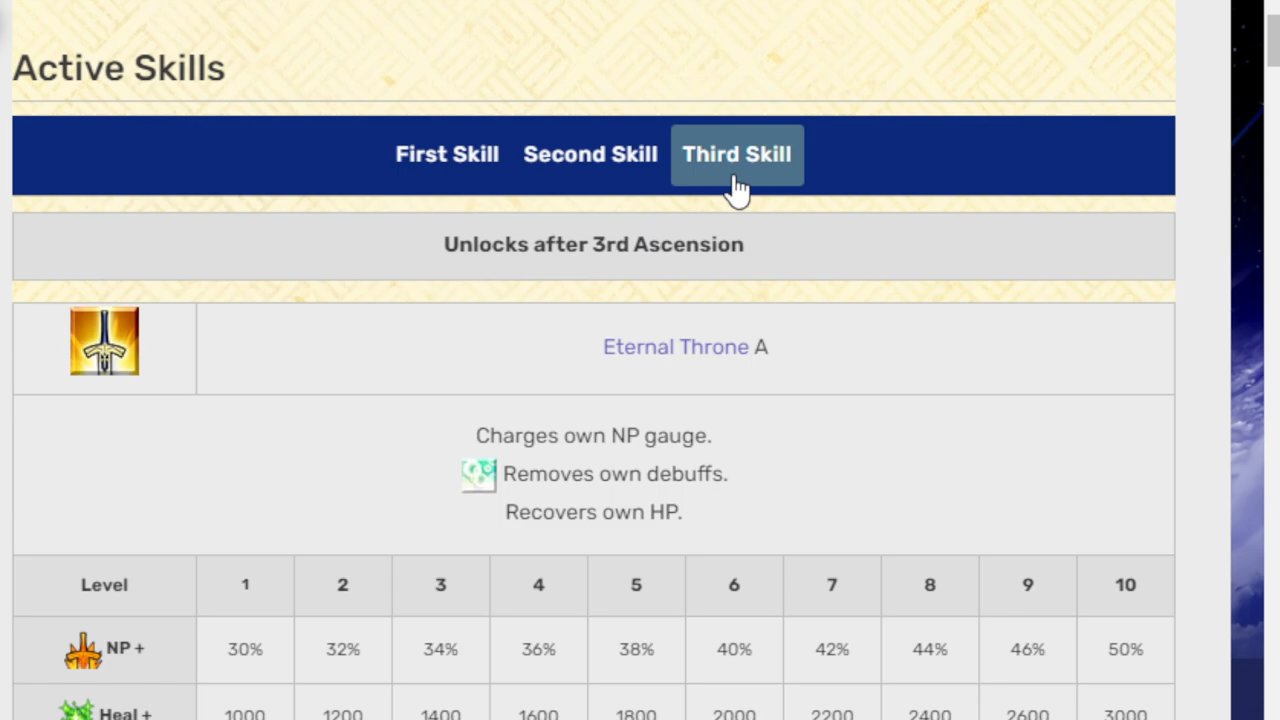 Active Skills
First Skill Second Skill Third Skill
Unlocks after 3rd Ascension
Eternal Throne A
Charges own NP gauge.
Removes own debuffs.
Recovers own HP.
Level 1 2 3 4 5 6 7 8 9 10
NP + 30% 32% 34% 36% 38% 40% 42% 44% 46% 50%
Heal + 1000 1200 1400 1600 1800 2000 2200 2400 2600 3000